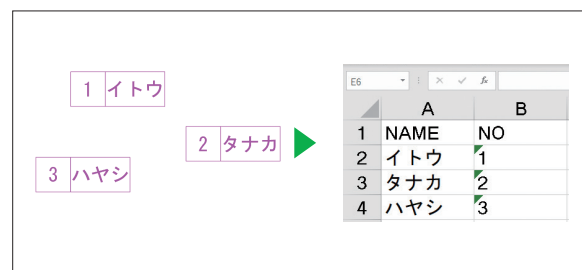 1 イトウ
2 タナカ
3 ハヤシ
E6 fx
A B
1 NAME NO
2 イトウ 1
3 タナカ 2
4 ハヤシ 3